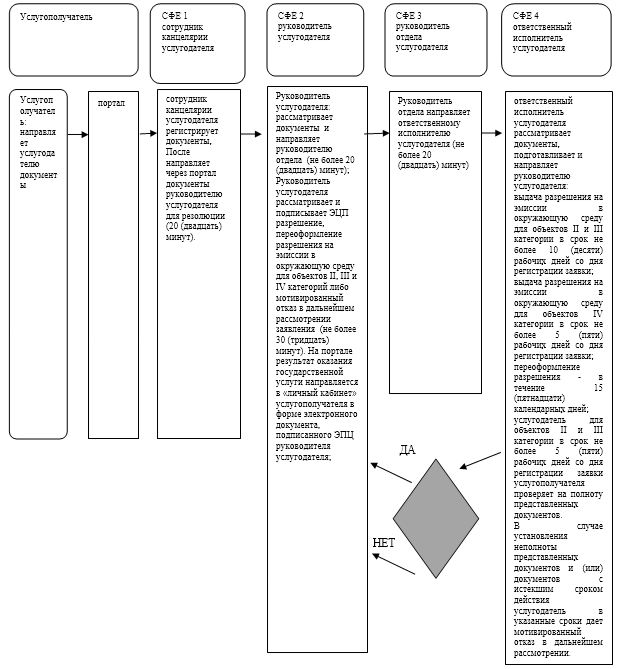 Услугополучатель
СФЕ 1
сотрудник
канцелярии
услугодателя
СФЕ 2
руководитель
услугодателя
СФЕ 3
руководитель
отдела
услугодателя
СФЕ 4
ответственный
исполнитель
услугодателя
Услугоп
олучател
ь:
направля
ет
услугода
телю
документ
ы
портал
сотрудник
канцелярии
услугодателя
регистрирует
документы,
После
направляет
через портал
документы
руководителю
услугодателя
для резолюции
(20 (двадцать)
минут).
Руководитель
услугодателя:
рассматривает
документы и
направляет
руководителю
отдела (не более 20
(двадцать) минут);
Руководитель
услугодателя
рассматривает и
подписывает ЭЦП
разрешение,
переоформление
разрешения на
эмиссии в
окружающую среду
для объектов II, III и
IV категорий либо
мотивированный
отказ в дальнейшем
рассмотрении
заявления (не более
30 (тридцать)
минут). На портале
результат оказания
государственной
услуги направляется
в «личный кабинет»
услугополучателя в
форме электронного
документа,
подписанного ЭПЦ
руководителя
услугодателя;
Руководитель
отдела направляет
ответственному
исполнителю
услугодателя (не
более 20
(двадцать) минут)
ответственный
исполнитель
услугодателя
рассматривает
документы,
подготавливает и
направляет
руководителю
услугодателя:
выдача разрешения на
эмиссии в
окружающую среду
для объектов II и III
категории в срок не
более 10 (десяти)
рабочих дней со дня
регистрации заявки;
выдача разрешения на
эмиссии в
окружающую среду
для объектов IV
категории в срок не
более 5 (пяти)
рабочих дней со дня
регистрации заявки;
переоформление
разрешения - в
течение 15
(пятнадцати)
календарных дней;
услугодатель для
объектов II и III
категории в срок не
более 5 (пяти)
рабочих дней со дня
регистрации заявки
услугополучателя
проверяет на полноту
представленных
документов.
В случае
установления
неполноты
представленных
документов и (или)
документов с
истекшим сроком
действия
услугодатель в
указанные сроки дает
мотивированный
отказ в дальнейшем
рассмотрении.
ДА
НЕТ